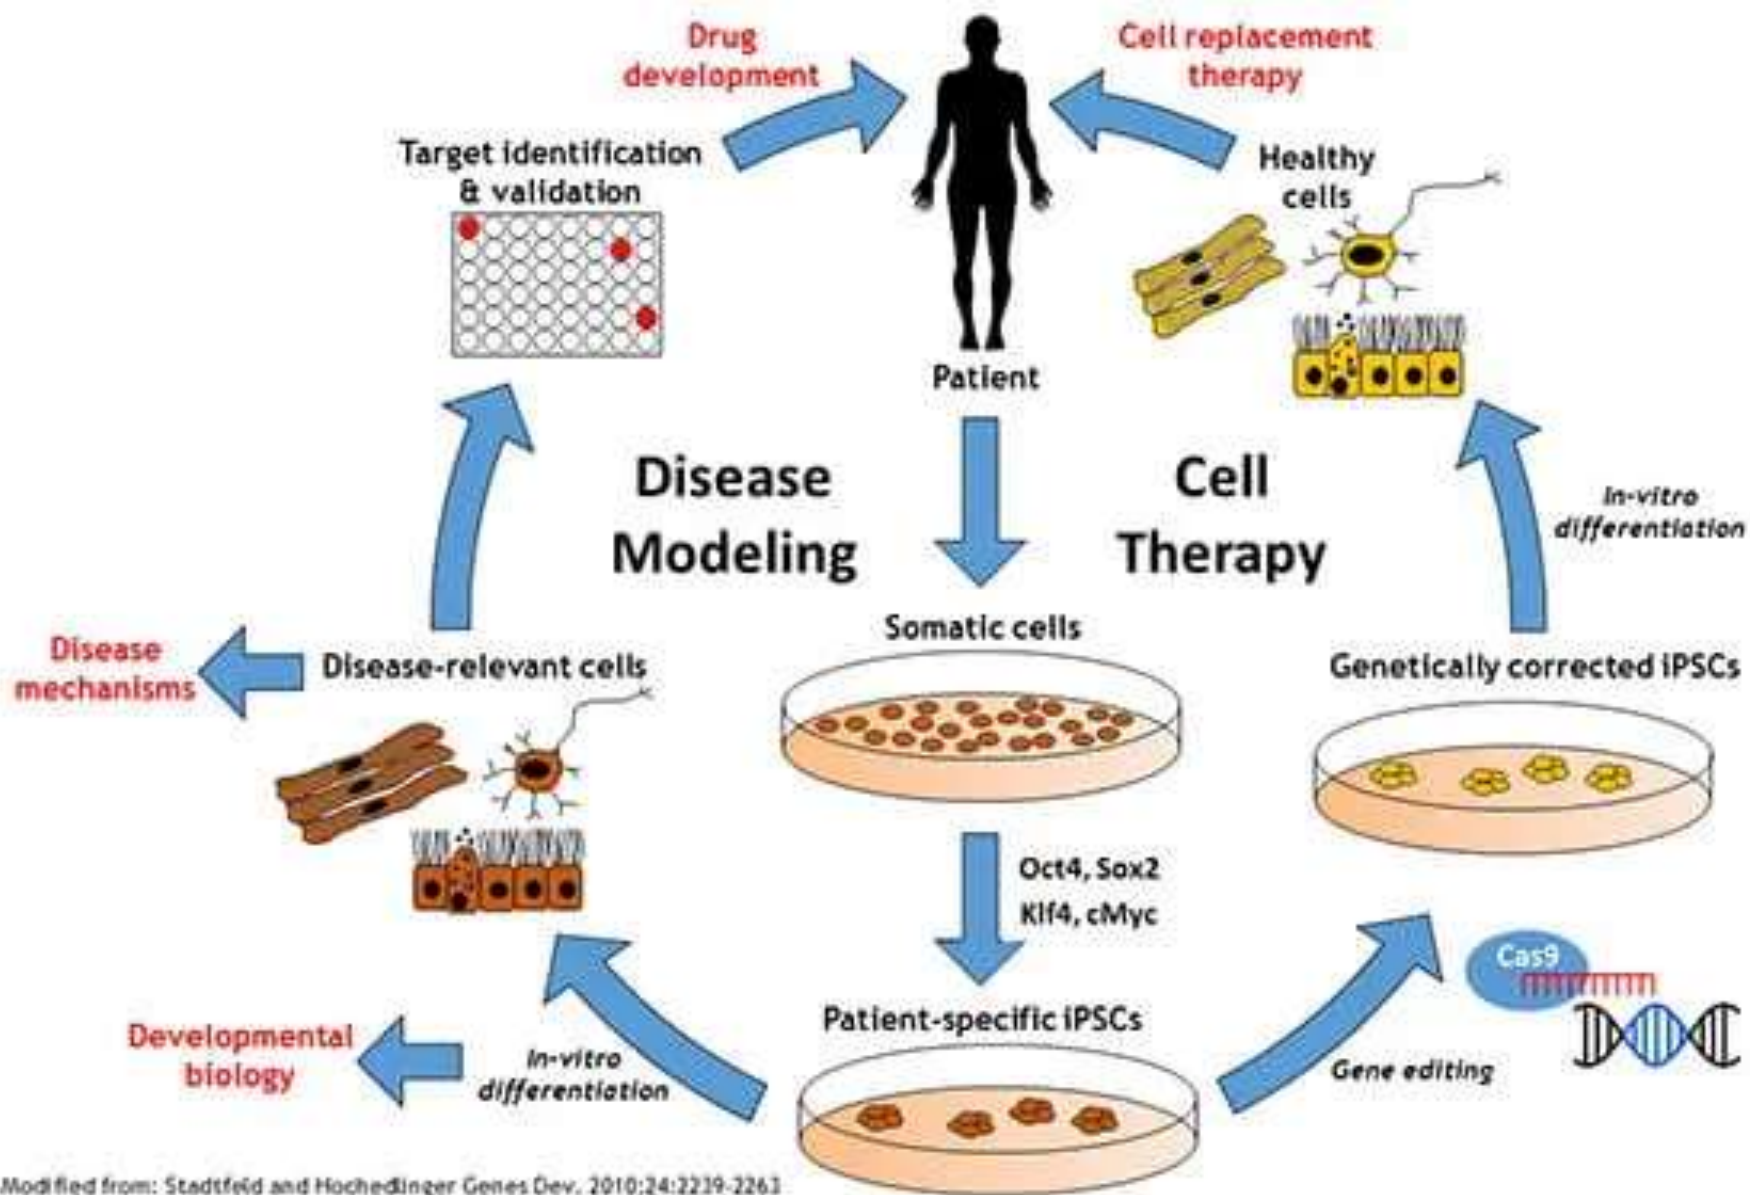 Drug
development
Cell replacement
therapy
Target identification
& validation
Healthy
cells
Patient
Disease
Modeling
Cell
Therapy
In-vitro
differentiation
Somatic cells
Disease
mechanisms
Disease-relevant cells
Genetically corrected iPSCs
Oct4, Sox2
Klf4, cMyc
Cas9
Patient-specific iPSCs
Developmental
biology
In-vitro
differentiation
Gene editing
Modified from: Stadtfeld and Hochedlinger Genes Dev. 2010;24:2239-2263